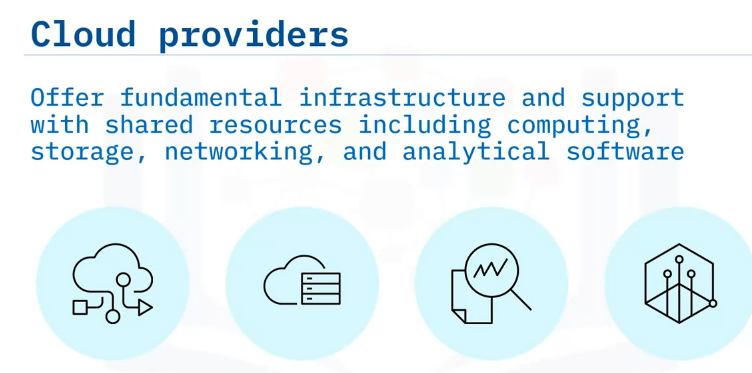 Cloud providers
Offer fundamental infrastructure and support
with shared resources including computing,
storage, networking, and analytical software